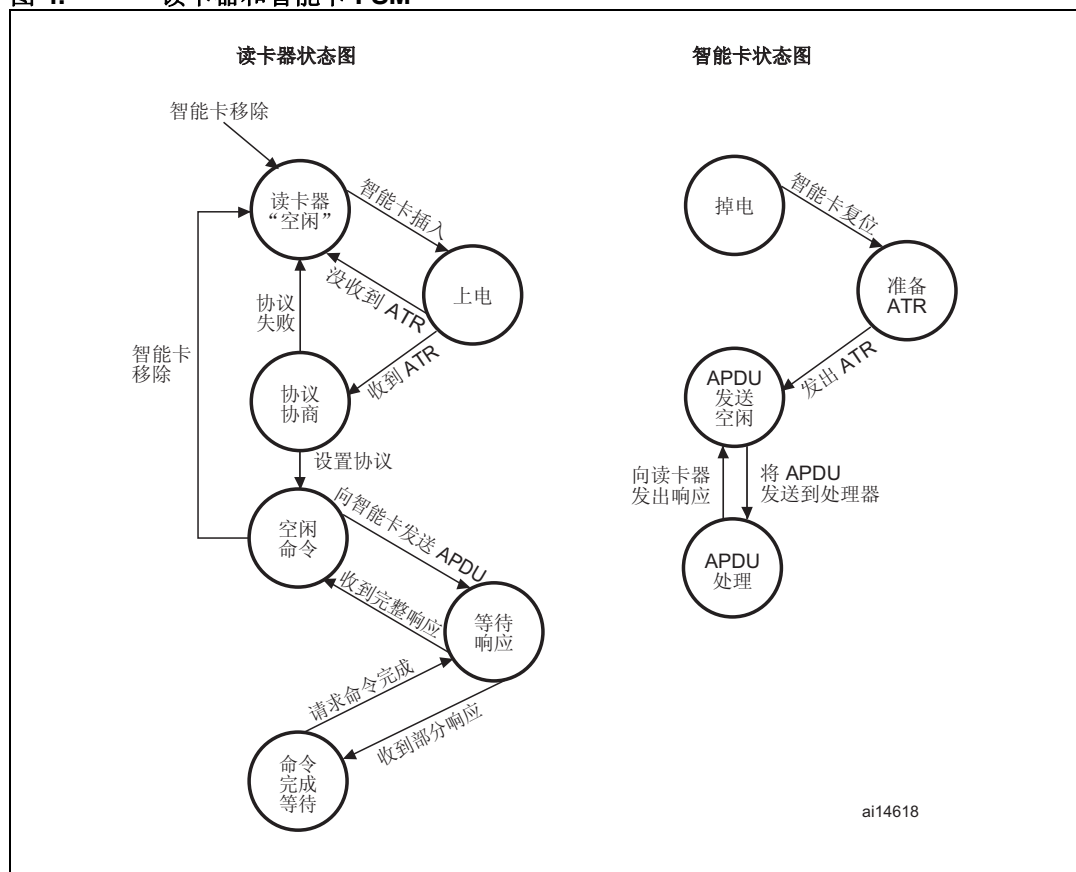 读卡器状态图
智能卡状态图
智能卡移除
读卡器
“空闲”
智能卡插入
上电
没收到 ATR
收到 ATR
协议
失败
智能卡
移除
协议
协商
设置协议
空闲
命令
向智能卡发送 APDU
收到完整响应
等待
响应
请求命令完成
收到部分响应
命令
完成
等待
掉电
智能卡复位
准备
ATR
发出 ATR
APDU
发送
空闲
向读卡器
发出响应
将 APDU
发送到处理器
APDU
处理
ai14618